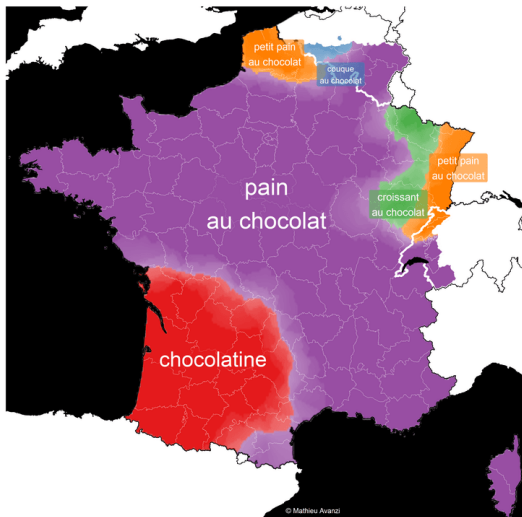 petit pain
au chocolat
couque
au chocolat
petit pain
au chocolat
pain
au chocolat
croissant
au chocolat
chocolatine
© Mathieu Avanzi